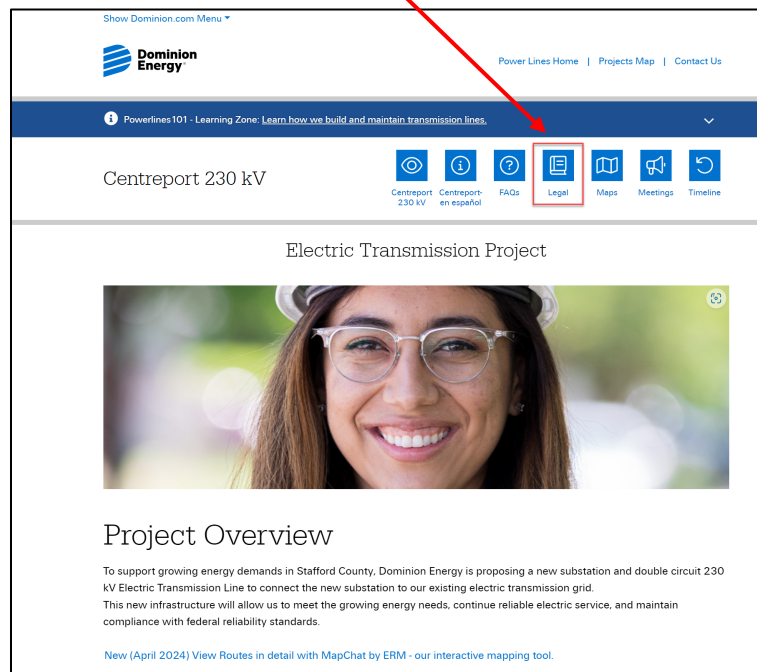 Show Dominion.com Menu
Dominion
Energy®
Power Lines Home | Projects Map | Contact Us
Powerlines101 - Learning Zone: Learn how we build and maintain transmission lines.
Centreport 230 kV
Centreport
230 kV
Centreport-
en español
FAQs
Legal
Maps
Meetings
Timeline
Electric Transmission Project
Project Overview
To support growing energy demands in Stafford County, Dominion Energy is proposing a new substation and double circuit 230
kV Electric Transmission Line to connect the new substation to our existing electric transmission grid.
This new infrastructure will allow us to meet the growing energy needs, continue reliable electric service, and maintain
compliance with federal reliability standards.
New (April 2024) View Routes in detail with MapChat by ERM - our interactive mapping tool.